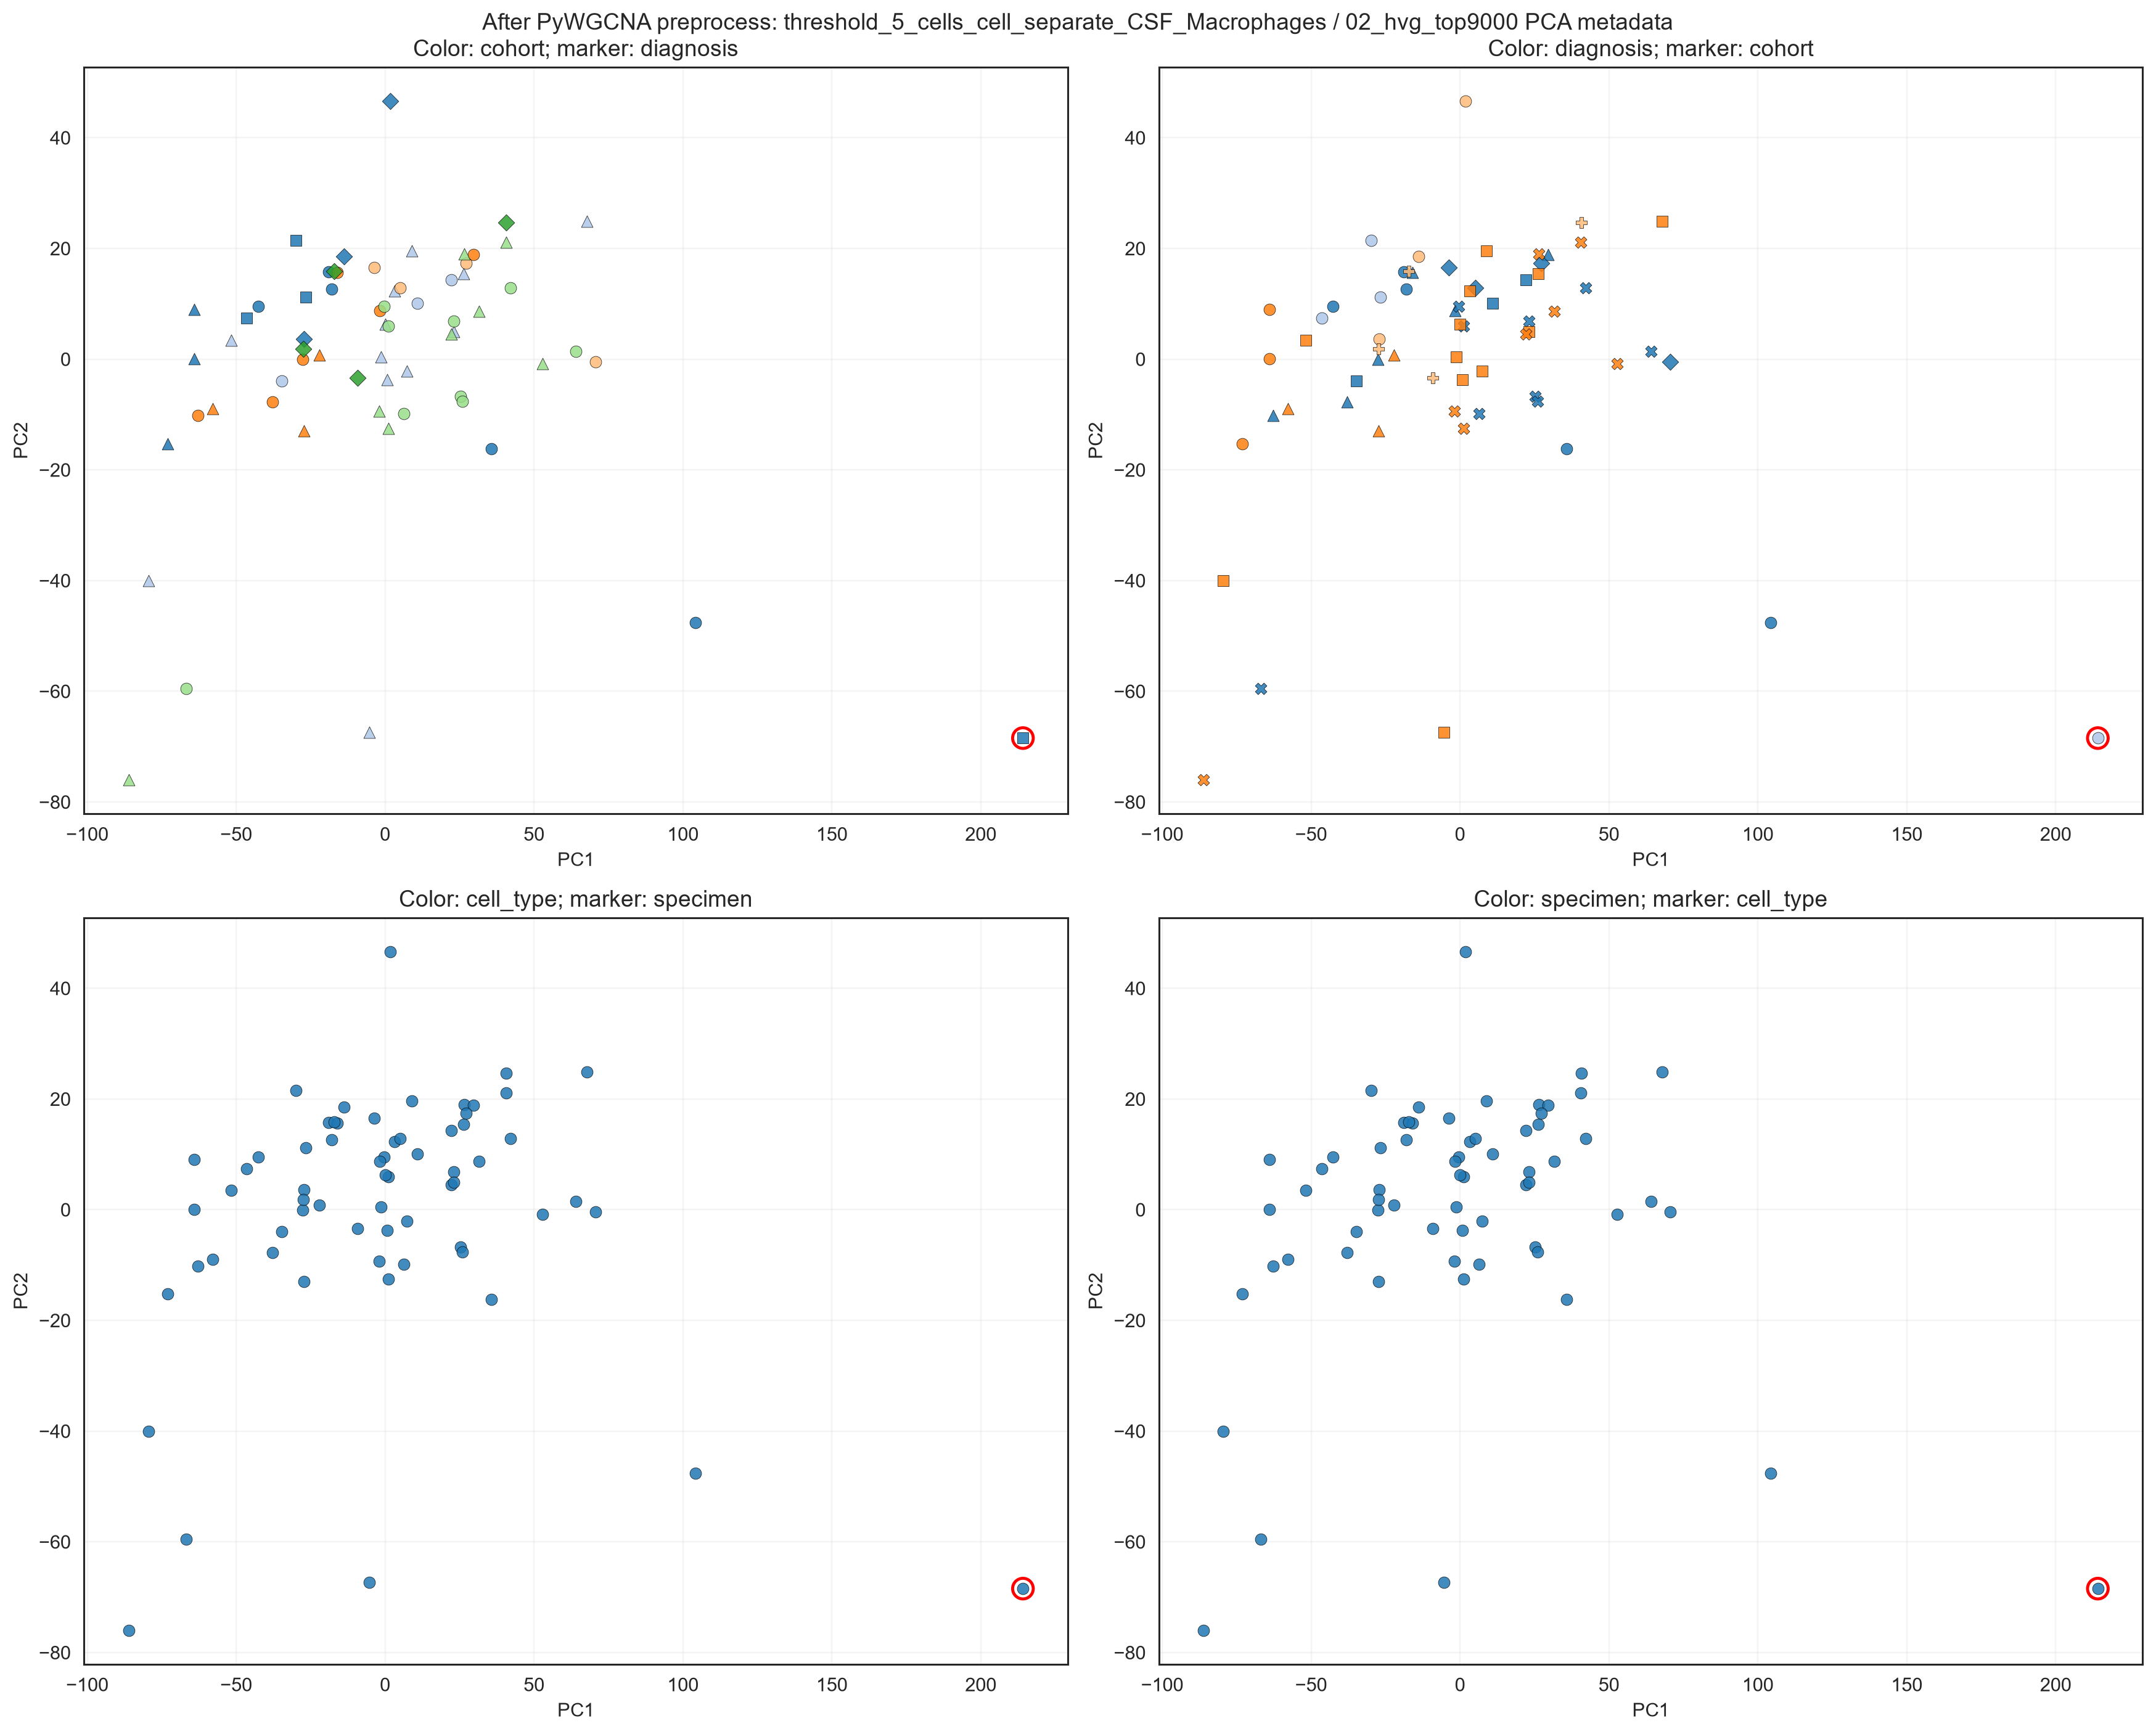 After PyWGCNA preprocess: threshold_5_cells_cell_separate_CSF_Macrophages / 02_hvg_top9000 PCA metadata
Color: cohort; marker: diagnosis
40
20
0
−20
−40
−60
−80
PC2
−100 −50 0 50 100 150 200
PC1
Color: diagnosis; marker: cohort
40
20
0
−20
−40
−60
−80
PC2
−100 −50 0 50 100 150 200
PC1
Color: cell_type; marker: specimen
40
20
0
−20
−40
−60
−80
PC2
−100 −50 0 50 100 150 200
PC1
Color: specimen; marker: cell_type
40
20
0
−20
−40
−60
−80
PC2
−100 −50 0 50 100 150 200
PC1